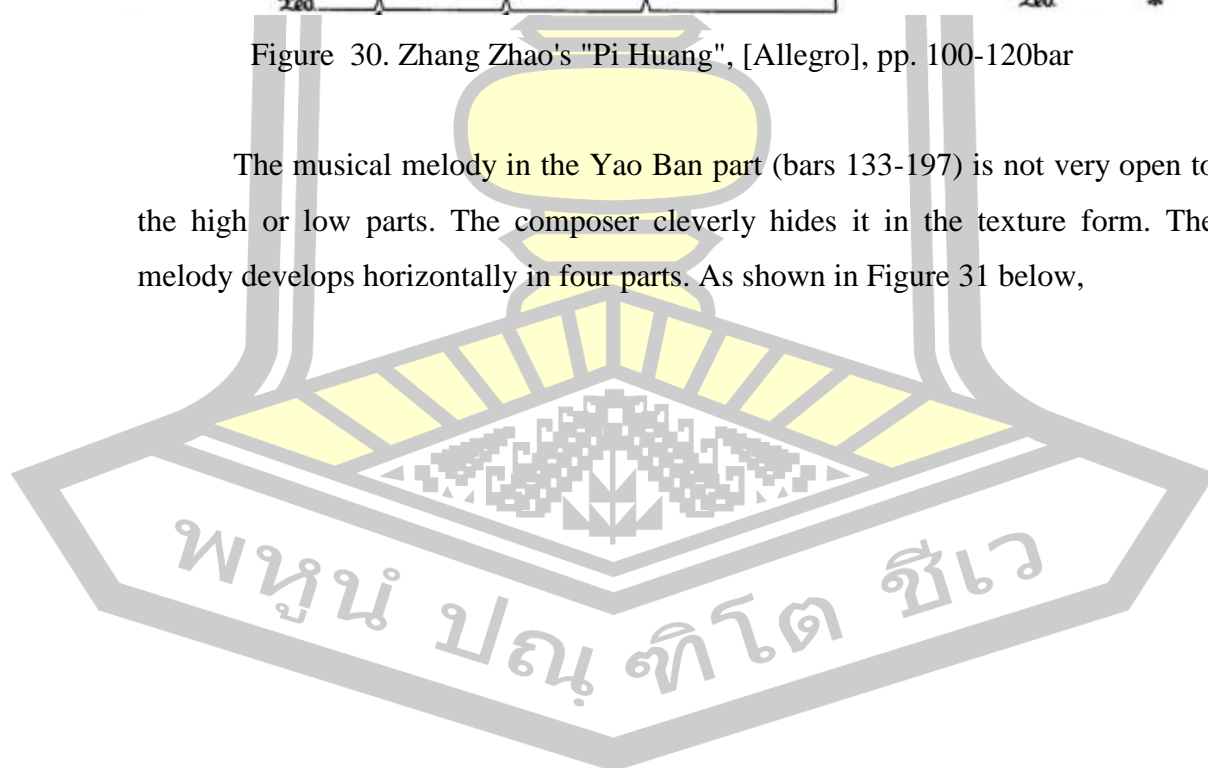 Ped. Ped. *
Figure 30. Zhang Zhao's "Pi Huang", [Allegro], pp. 100-120bar
The musical melody in the Yao Ban part (bars 133-197) is not very open to
the high or low parts. The composer cleverly hides it in the texture form. The
melody develops horizontally in four parts. As shown in Figure 31 below,
พหูนํ ปณฺฑิโต ชีเว